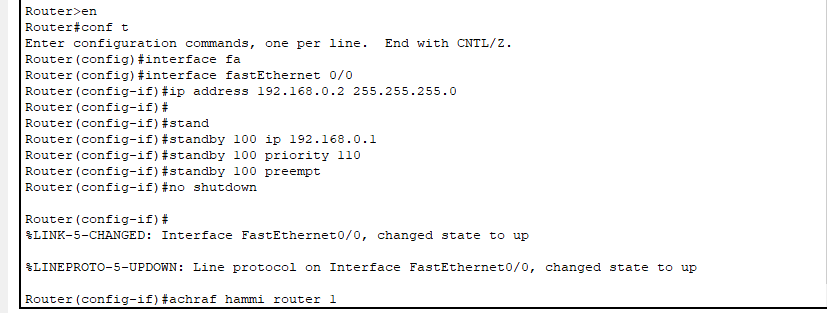 Router>en
Router#conf t
Enter configuration commands, one per line.  End with CNTL/Z.
Router(config)#interface fa
Router(config)#interface fastEthernet 0/0
Router(config-if)#ip address 192.168.0.2 255.255.255.0
Router(config-if)#
Router(config-if)#stand
Router(config-if)#standby 100 ip 192.168.0.1
Router(config-if)#standby 100 priority 110
Router(config-if)#standby 100 preempt
Router(config-if)#no shutdown
Router(config-if)#
%LINK-5-CHANGED: Interface FastEthernet0/0, changed state to up
%LINEPROTO-5-UPDOWN: Line protocol on Interface FastEthernet0/0, changed state to up
Router(config-if)#achraf hammi router 1